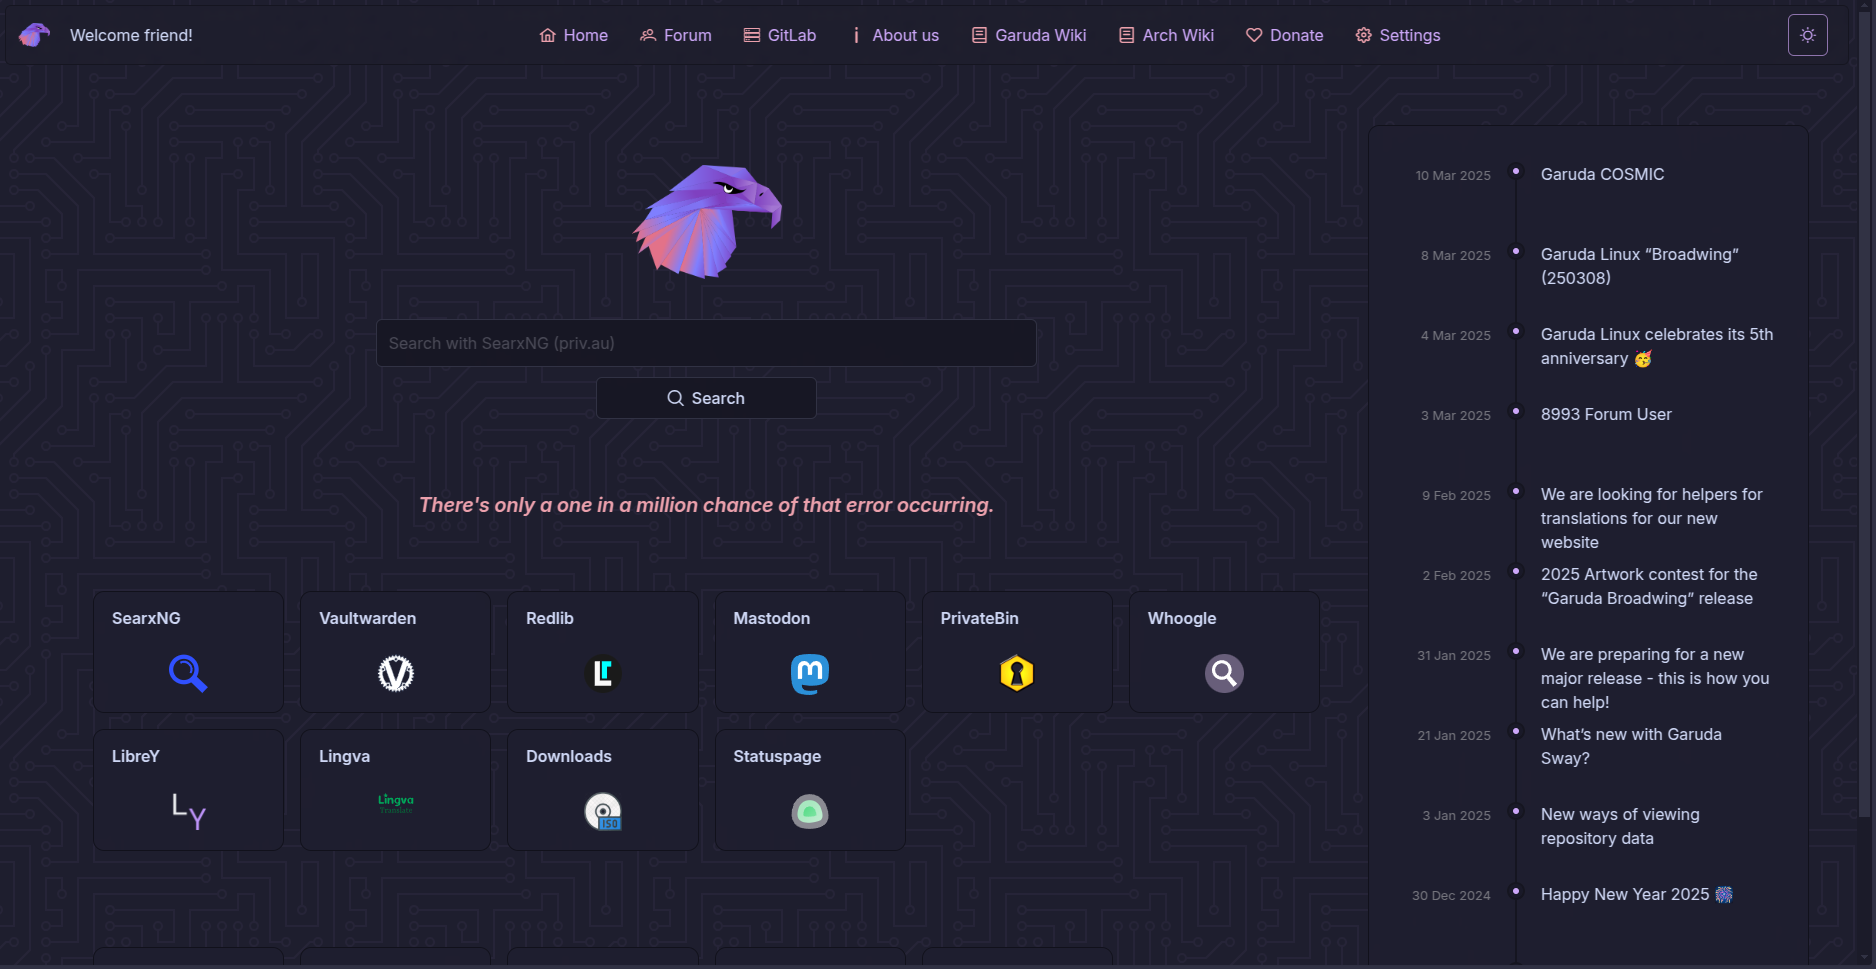 Welcome friend!
Home
Forum
GitLab
About us
Garuda Wiki
Arch Wiki
Donate
Settings
Search with SearxNG (priv.au)
Search
There's only a one in a million chance of that error occurring.
SearxNG
Vaultwarden
Redlib
Mastodon
PrivateBin
Whoogle
LibreY
LY
Lingva
Lingva
Translate
Downloads
ISO
Statuspage
10 Mar 2025
Garuda COSMIC
8 Mar 2025
Garuda Linux “Broadwing”
(250308)
4 Mar 2025
Garuda Linux celebrates its 5th
anniversary 🥳
3 Mar 2025
8993 Forum User
9 Feb 2025
We are looking for helpers for
translations for our new
website
2 Feb 2025
2025 Artwork contest for the
“Garuda Broadwing” release
31 Jan 2025
We are preparing for a new
major release - this is how you
can help!
21 Jan 2025
What’s new with Garuda
Sway?
3 Jan 2025
New ways of viewing
repository data
30 Dec 2024
Happy New Year 2025 🎆